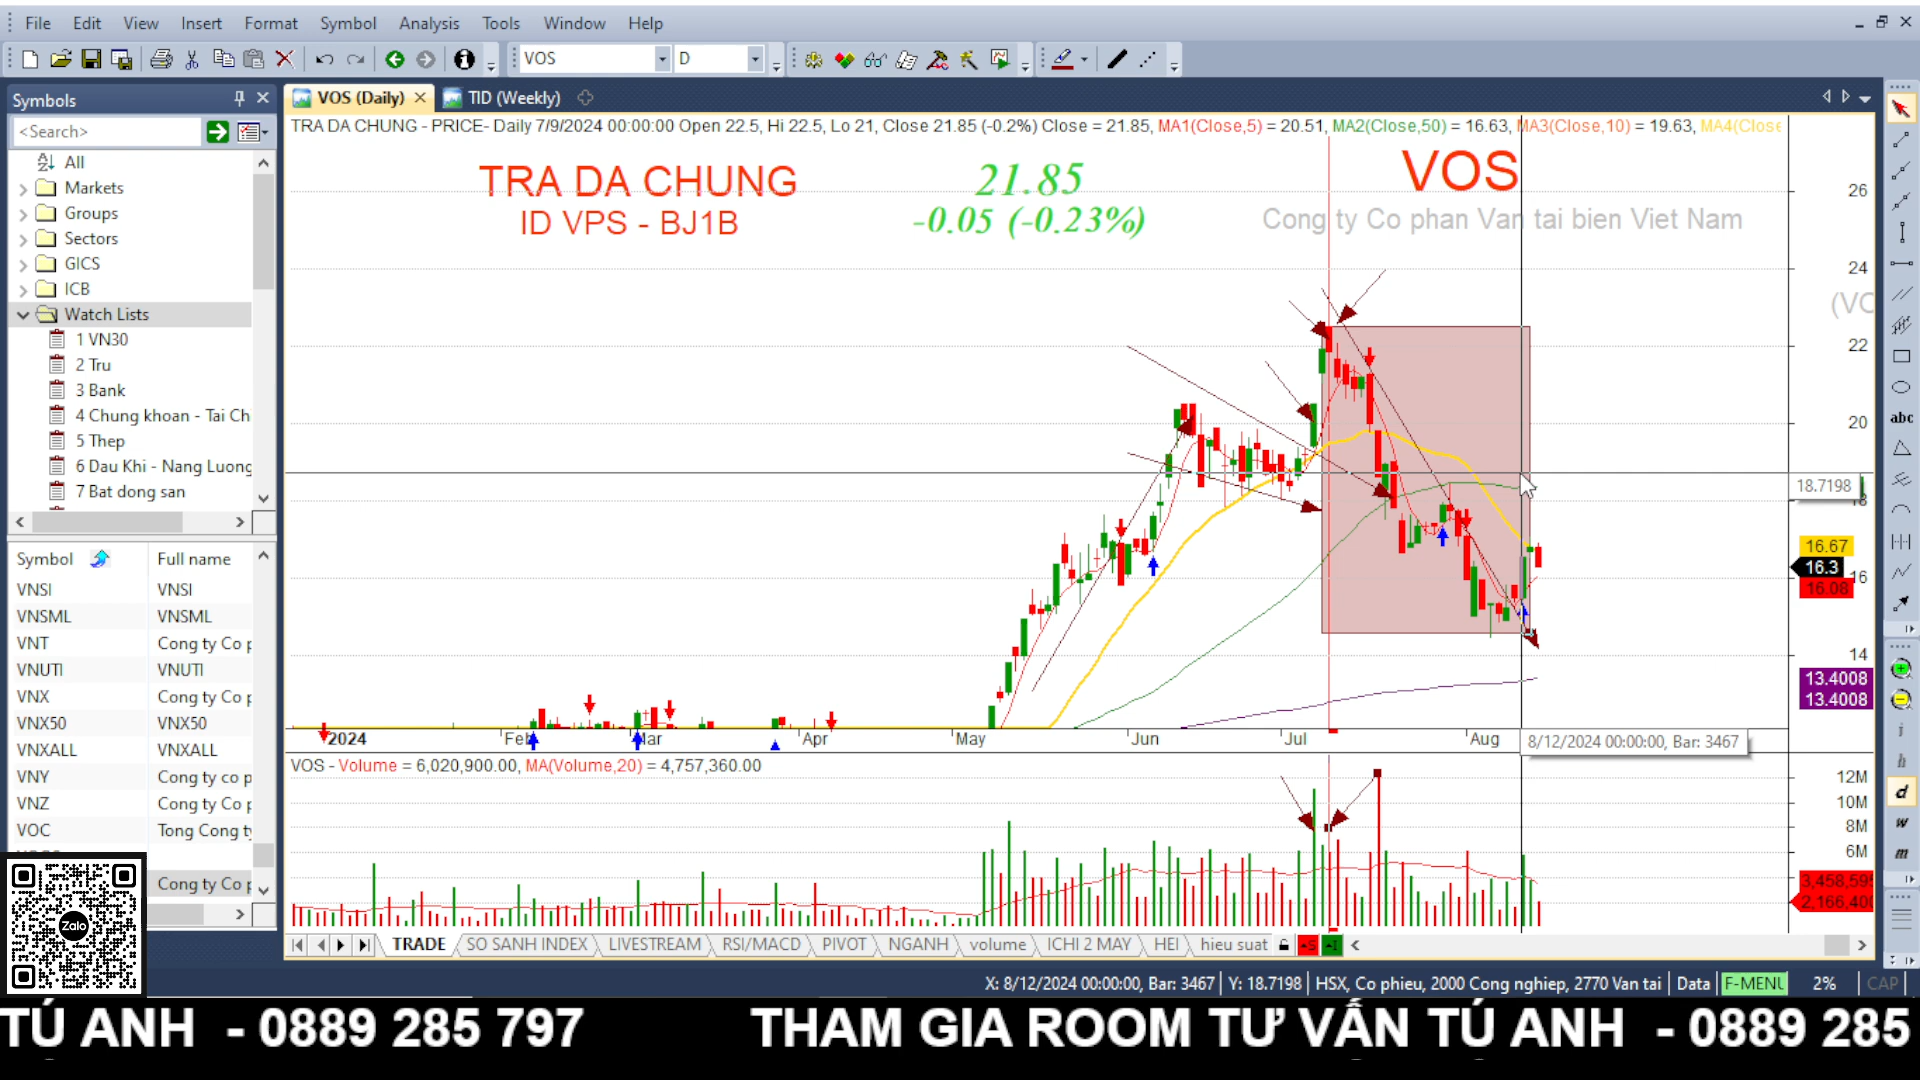 File Edit View Insert Format Symbol Analysis Tools Window Help
VOS D
Symbols
VOS (Daily) TID (Weekly)
<Search>
TRA DA CHUNG - PRICE- Daily 7/9/2024 00:00:00 Open 22.5, Hi 22.5, Lo 21, Close 21.85 (-0.2%) Close = 21.85, MA1(Close,5) = 20.51, MA2(Close,50) = 16.63, MA3(Close,10) = 19.63, MA4(Close
All
Markets
Groups
Sectors
GICS
ICB
Watch Lists
1 VN30
2 Tru
3 Bank
4 Chung khoan - Tai Ch
5 Thep
6 Dau Khi - Nang Luong
7 Bat dong san
TRA DA CHUNG
ID VPS - BJ1B
21.85
-0.05 (-0.23%)
VOS
Cong ty Co phan Van tai bien Viet Nam
(VO
26
24
22
20
18.7198
18
16.67
16.3
16
16.08
14
13.4008
13.4008
2024 Feb Mar Apr May Jun Jul Aug
8/12/2024 00:00:00, Bar: 3467
Symbol Full name
VNSI VNSI
VNSML VNSML
VNT Cong ty Co p
VNUTI VNUTI
VNX Cong ty Co p
VNX50 VNX50
VNXALL VNXALL
VNY Cong ty co p
VNZ Cong ty Co p
VOC Tong Cong ty
Cong ty Co p
Zalo
VOS - Volume = 6,020,900.00, MA(Volume,20) = 4,757,360.00
12M
10M
8M
6M
3,458,595
2,166,400
abc
i
h
d
w
m
TRADE SO SANH INDEX LIVESTREAM RSI/MACD PIVOT NGANH volume ICHI 2 MAY HEI hieu suat
X: 8/12/2024 00:00:00, Bar: 3467 Y: 18.7198 HSX, Co phieu, 2000 Cong nghiep, 2770 Van tai Data F-MENU 2% CAP
TÚ ANH - 0889 285 797 THAM GIA ROOM TƯ VẤN TÚ ANH - 0889 285